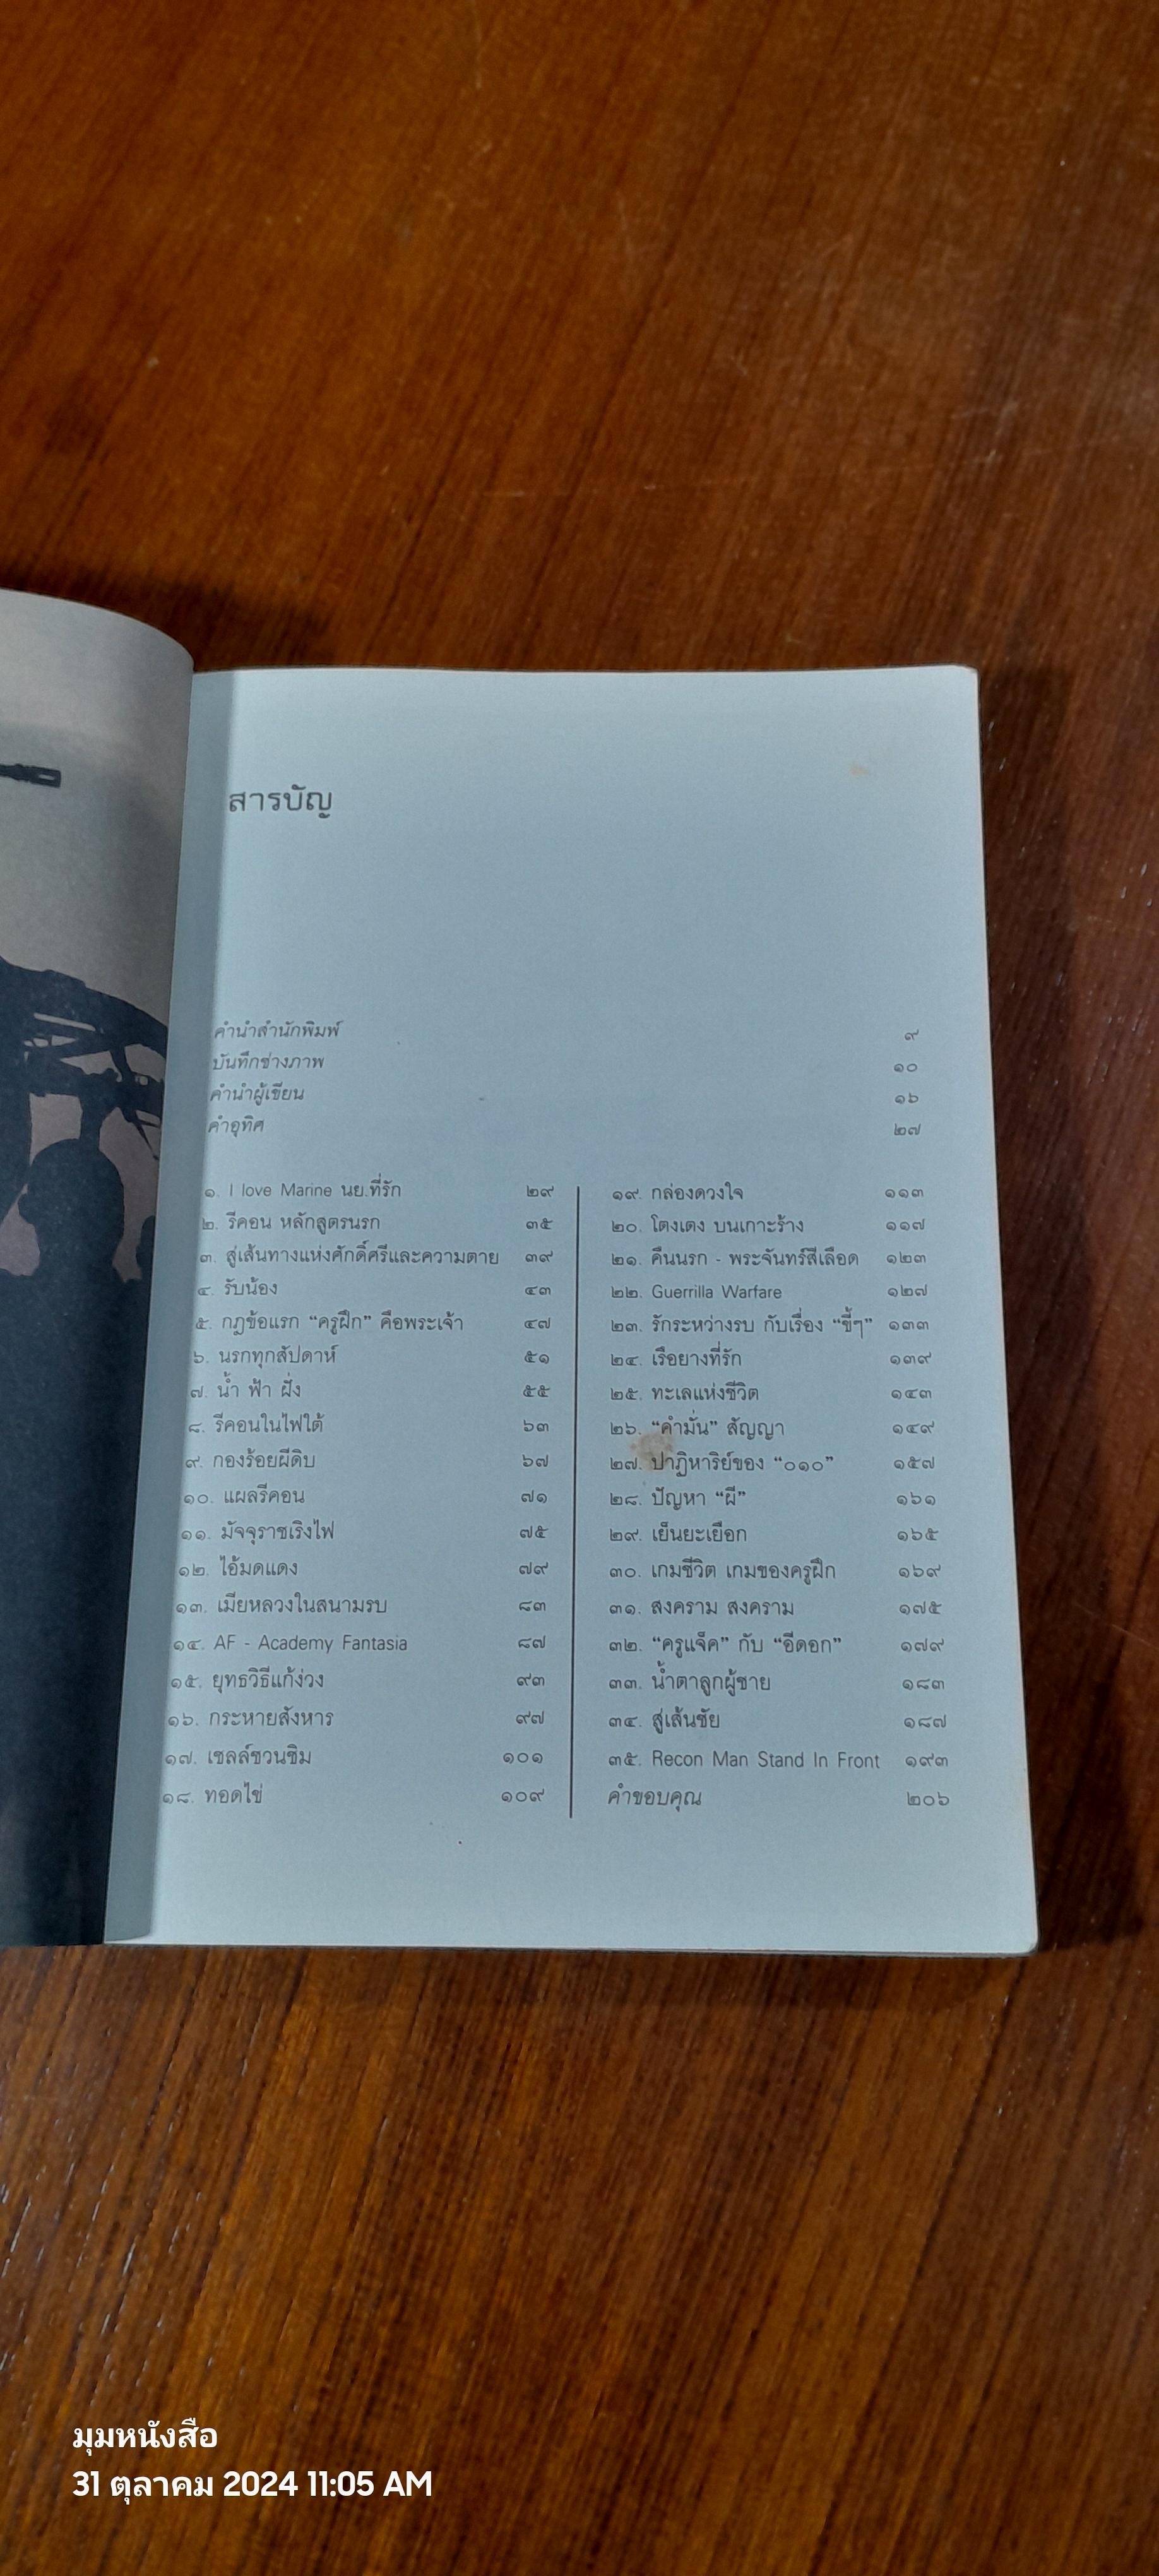 สารบัญ
คำนำสำนักพิมพ์ ๙
บันทึกช่างภาพ ๑๐
คำนำผู้เขียน ๑๖
คำอุทิศ ๒๗
๑. I love Marine นย.ที่รัก ๒๙
๒. รีคอน หลักสูตรนรก ๓๕
๓. สู่เส้นทางแห่งศักดิ์ศรีและความตาย ๓๙
๔. รับน้อง ๔๓
๕. กฎข้อแรก “ครูฝึก” คือพระเจ้า ๔๗
๖. นรกทุกสัปดาห์ ๕๑
๗. น้ำ ฟ้า ฝั่ง ๕๕
๘. รีคอนในไฟใต้ ๖๓
๙. กองร้อยผีดิบ ๖๗
๑๐. แผลรีคอน ๗๑
๑๑. มัจจุราชเริงไฟ ๗๕
๑๒. ไอ้มดแดง ๗๙
๑๓. เมียหลวงในสนามรบ ๘๓
๑๔. AF - Academy Fantasia ๘๗
๑๕. ยุทธวิธีแก้ง่วง ๙๓
๑๖. กระหายสังหาร ๙๗
๑๗. เชลล์ชวนชิม ๑๐๑
๑๘. ทอดไข่ ๑๐๙
๑๙. กล่องดวงใจ ๑๑๓
๒๐. โตงเตง บนเกาะร้าง ๑๑๗
๒๑. คืนนรก - พระจันทร์สีเลือด ๑๒๓
๒๒. Guerrilla Warfare ๑๒๗
๒๓. รักระหว่างรบ กับเรื่อง “ขี้ๆ” ๑๓๓
๒๔. เรือยางที่รัก ๑๓๙
๒๕. ทะเลแห่งชีวิต ๑๔๓
๒๖. “คำมั่น” สัญญา ๑๔๙
๒๗. ปาฏิหาริย์ของ “๐๑๐” ๑๕๗
๒๘. ปัญหา “ผี” ๑๖๑
๒๙. เย็นยะเยือก ๑๖๕
๓๐. เกมชีวิต เกมของครูฝึก ๑๖๙
๓๑. สงคราม สงคราม ๑๗๕
๓๒. “ครูแจ็ค” กับ “อีดอก” ๑๗๙
๓๓. น้ำตาลูกผู้ชาย ๑๘๓
๓๔. สู่เส้นชัย ๑๘๗
๓๕. Recon Man Stand In Front ๑๙๓
คำขอบคุณ ๒๐๖
มุมหนังสือ
31 ตุลาคม 2024 11:05 AM